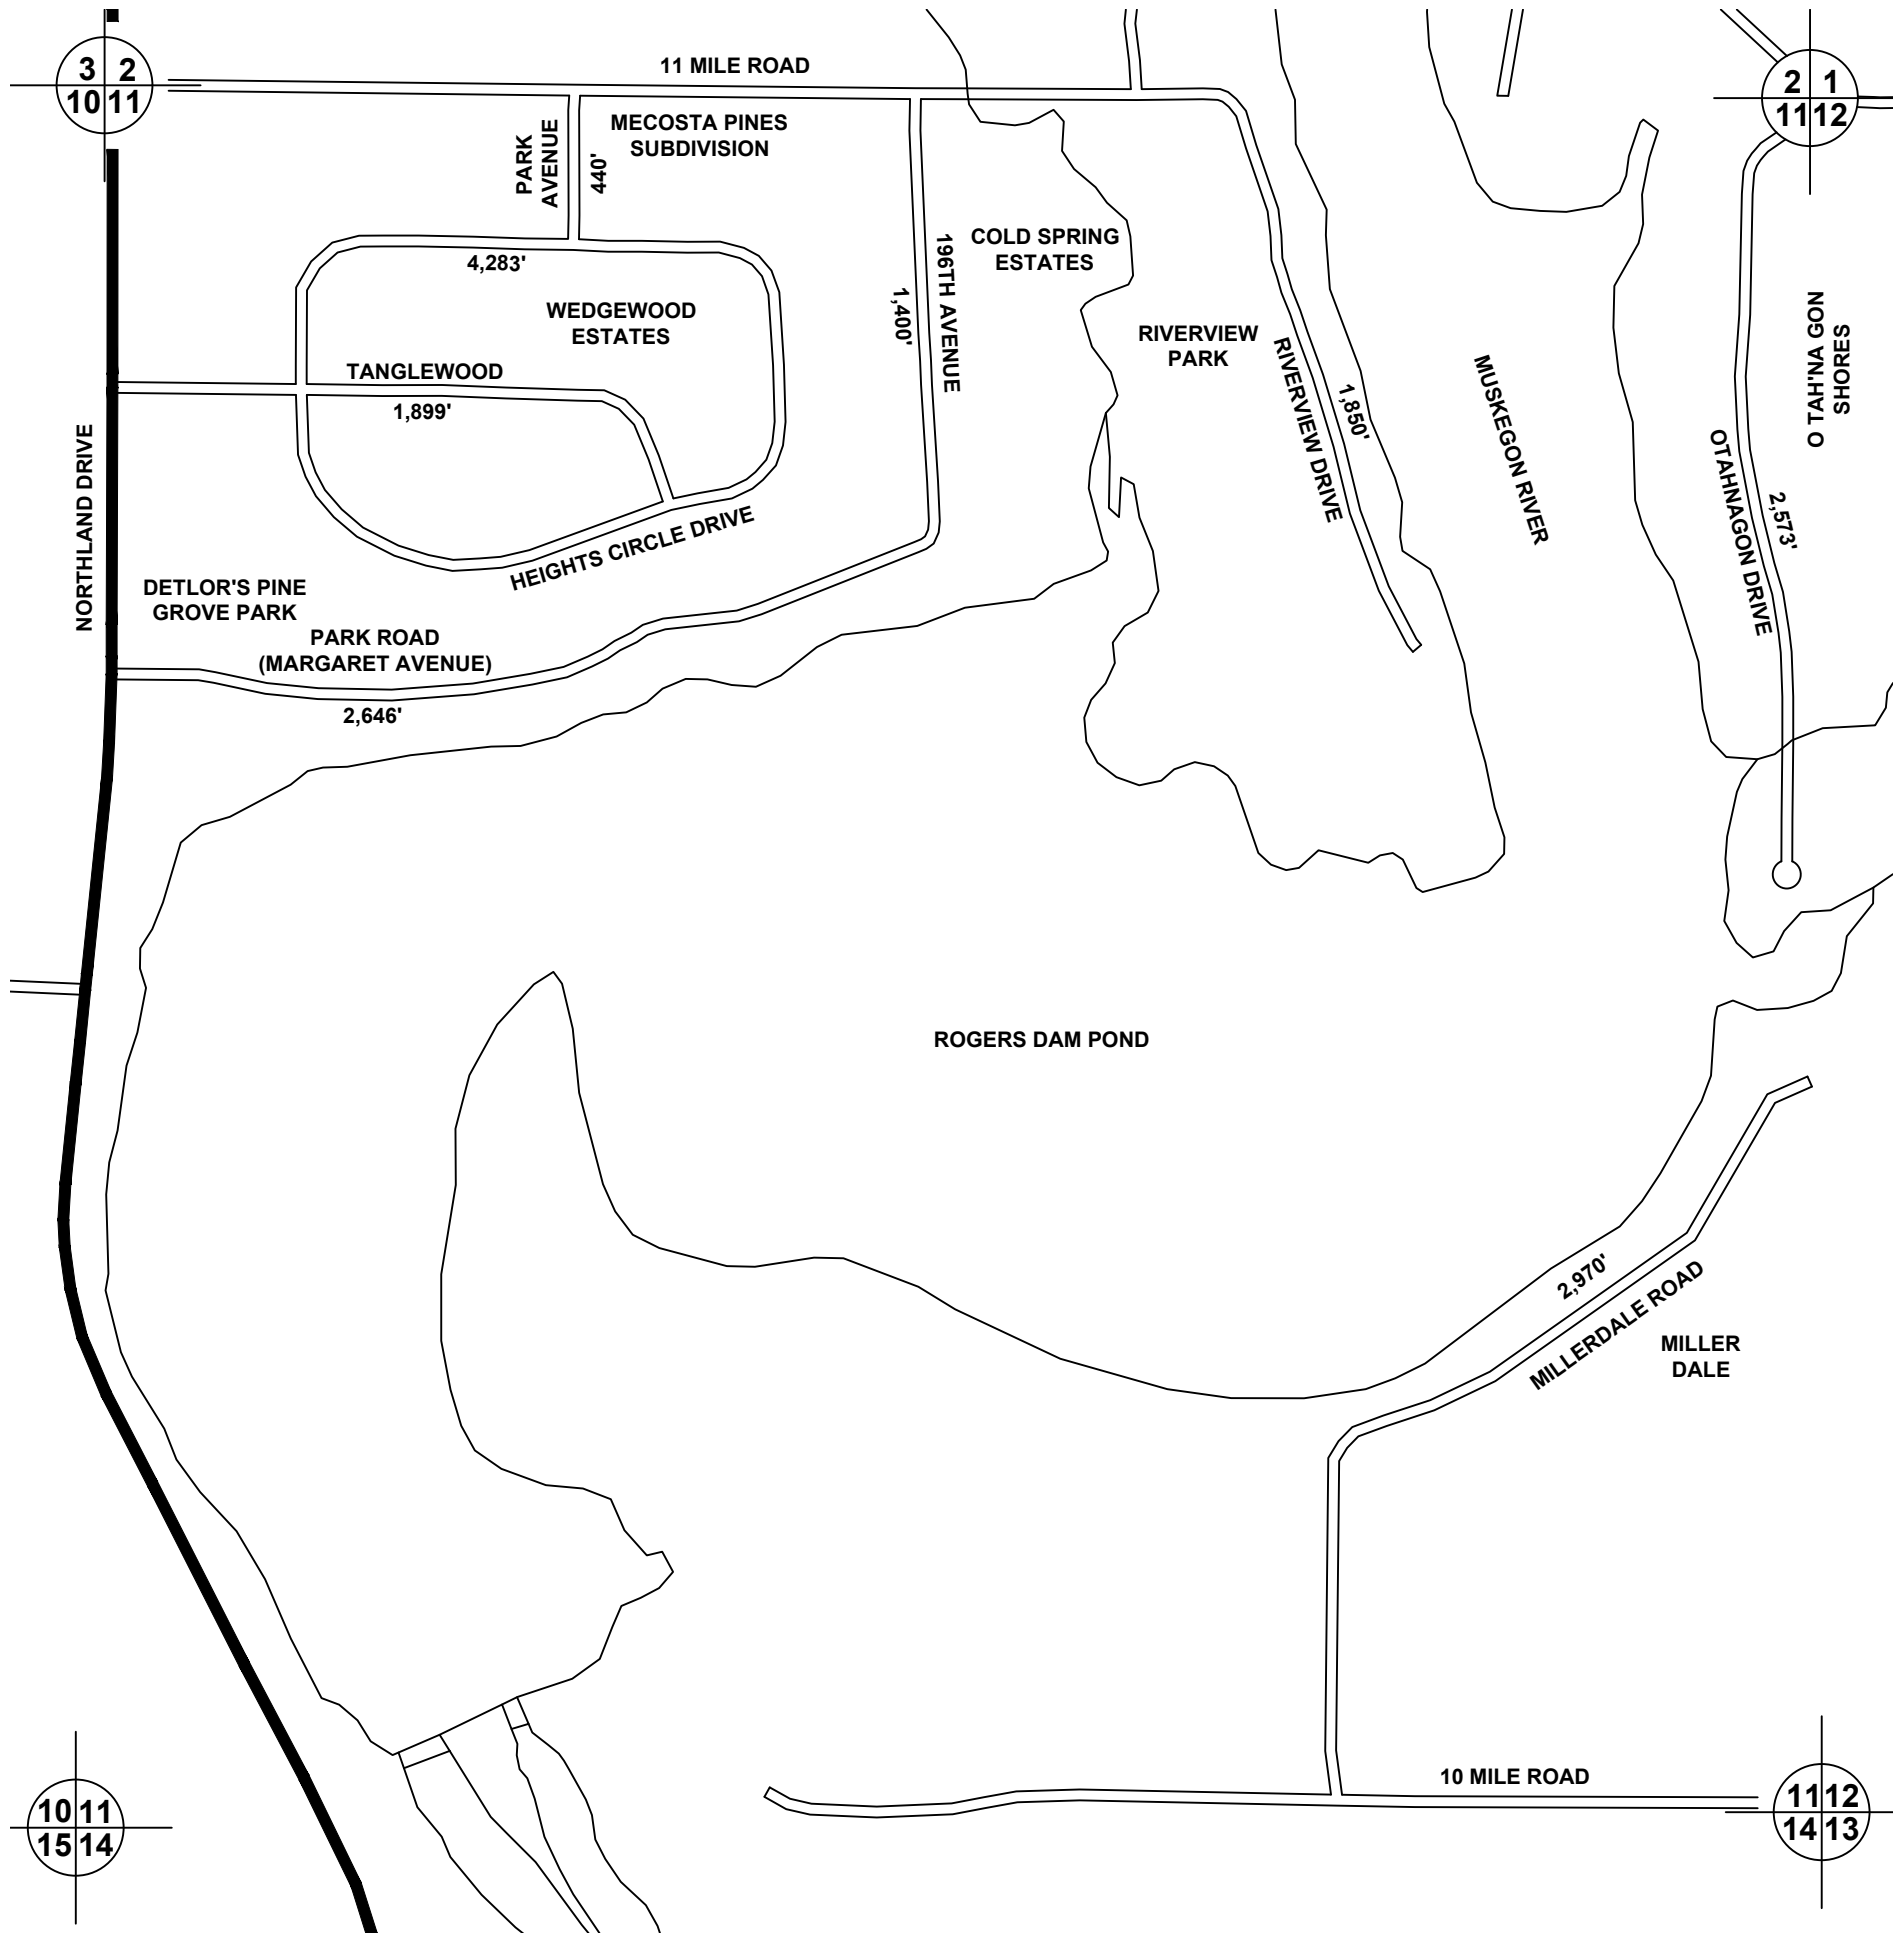 3 2
10 11
11 MILE ROAD
2 1
11 12
PARK
AVENUE
440'
MECOSTA PINES
SUBDIVISION
4,283'
196TH AVENUE
1,400'
COLD SPRING
ESTATES
WEDGEWOOD
ESTATES
RIVERVIEW
PARK
RIVERVIEW DRIVE
1,850'
MUSKEGON RIVER
O TAH'NA GON
SHORES
OTAHNAGON DRIVE
2,573'
TANGLEWOOD
1,899'
NORTHLAND DRIVE
HEIGHTS CIRCLE DRIVE
DETLOR'S PINE
GROVE PARK
PARK ROAD
(MARGARET AVENUE)
2,646'
ROGERS DAM POND
2,970'
MILLERDALE ROAD
MILLER
DALE
10 MILE ROAD
10 11
15 14
11 12
14 13